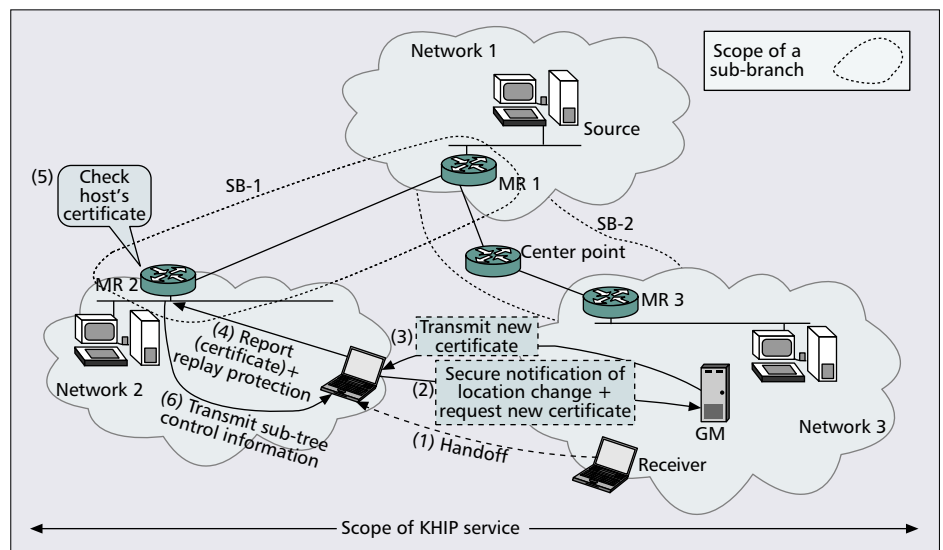 Network 1
Scope of a
sub-branch
Source
(5)
Check
host's
certificate
SB-1
MR 1
SB-2
Center point
MR 2
MR 3
(4) Report
(certificate)+
replay protection
(3)
Transmit new
certificate
Network 2
(2)
Secure notification of
location change +
request new certificate
(6) Transmit sub-tree
control information
GM
Network 3
(1) Handoff
Receiver
Scope of KHIP service